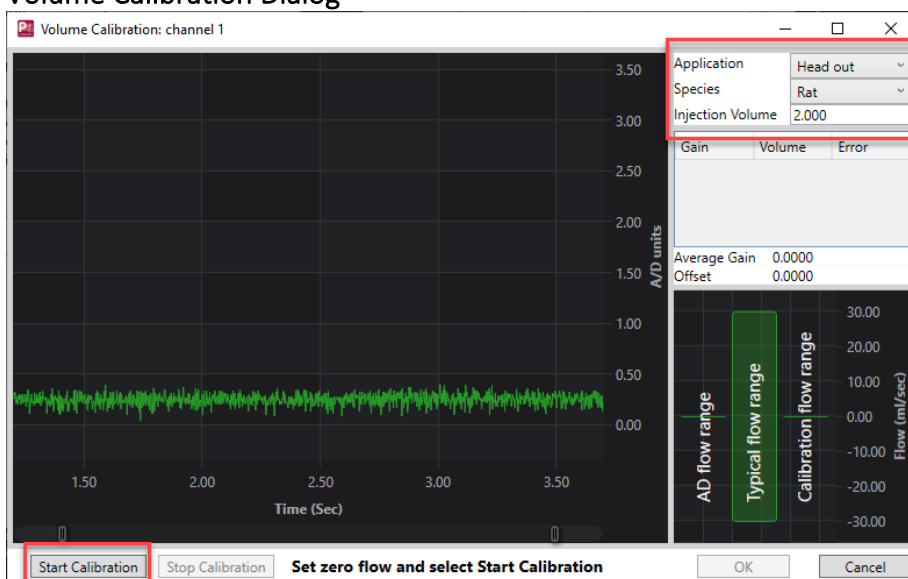 Volume Calibration Dialog
Volume Calibration: channel 1
Application Head out
Species Rat
Injection Volume 2.000
Gain Volume Error
Average Gain 0.0000
Offset 0.0000
3.50
3.00
2.50
2.00
1.50
1.00
0.50
0.00
A/D units
1.50 2.00 2.50 3.00 3.50
Time (Sec)
AD flow range
Typical flow range
Calibration flow range
30.00
20.00
10.00
0.00
-10.00
-20.00
-30.00
Flow (ml/sec)
Start Calibration Stop Calibration Set zero flow and select Start Calibration OK Cancel